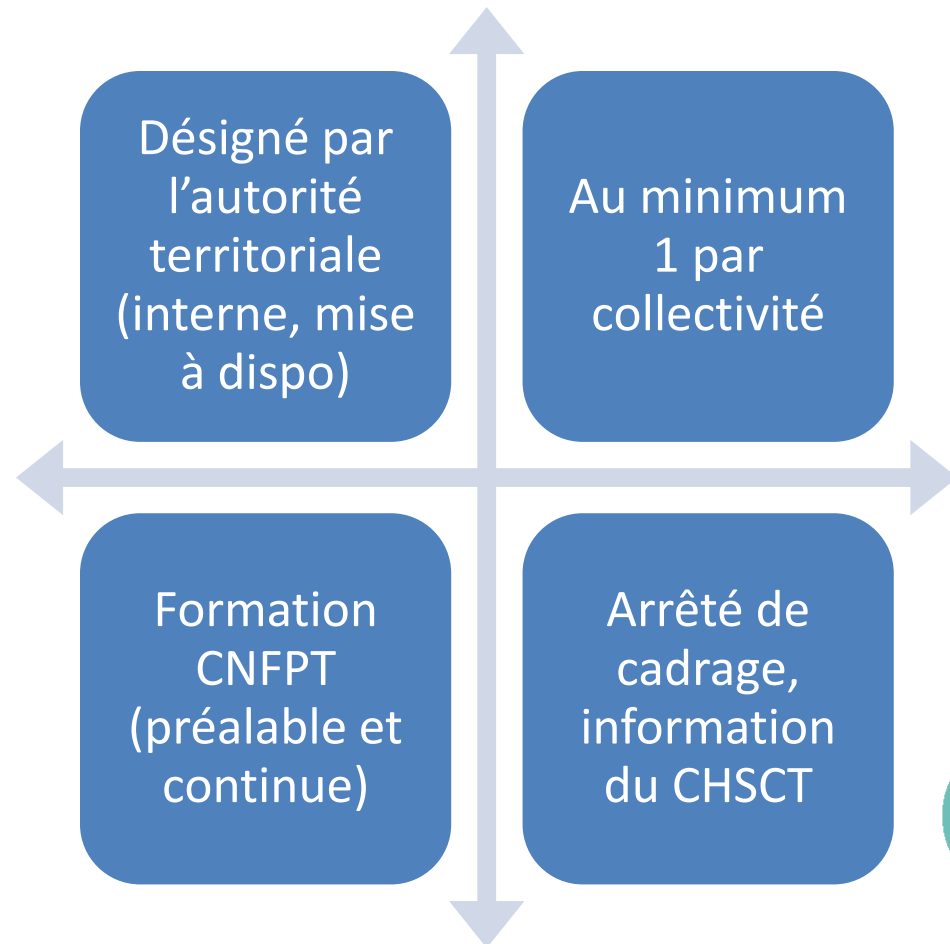 Désigné par
l’autorité
territoriale
(interne, mise
à dispo)
Au minimum
1 par
collectivité
Formation
CNFPT
(préalable et
continue)
Arrêté de
cadrage,
information
du CHSCT